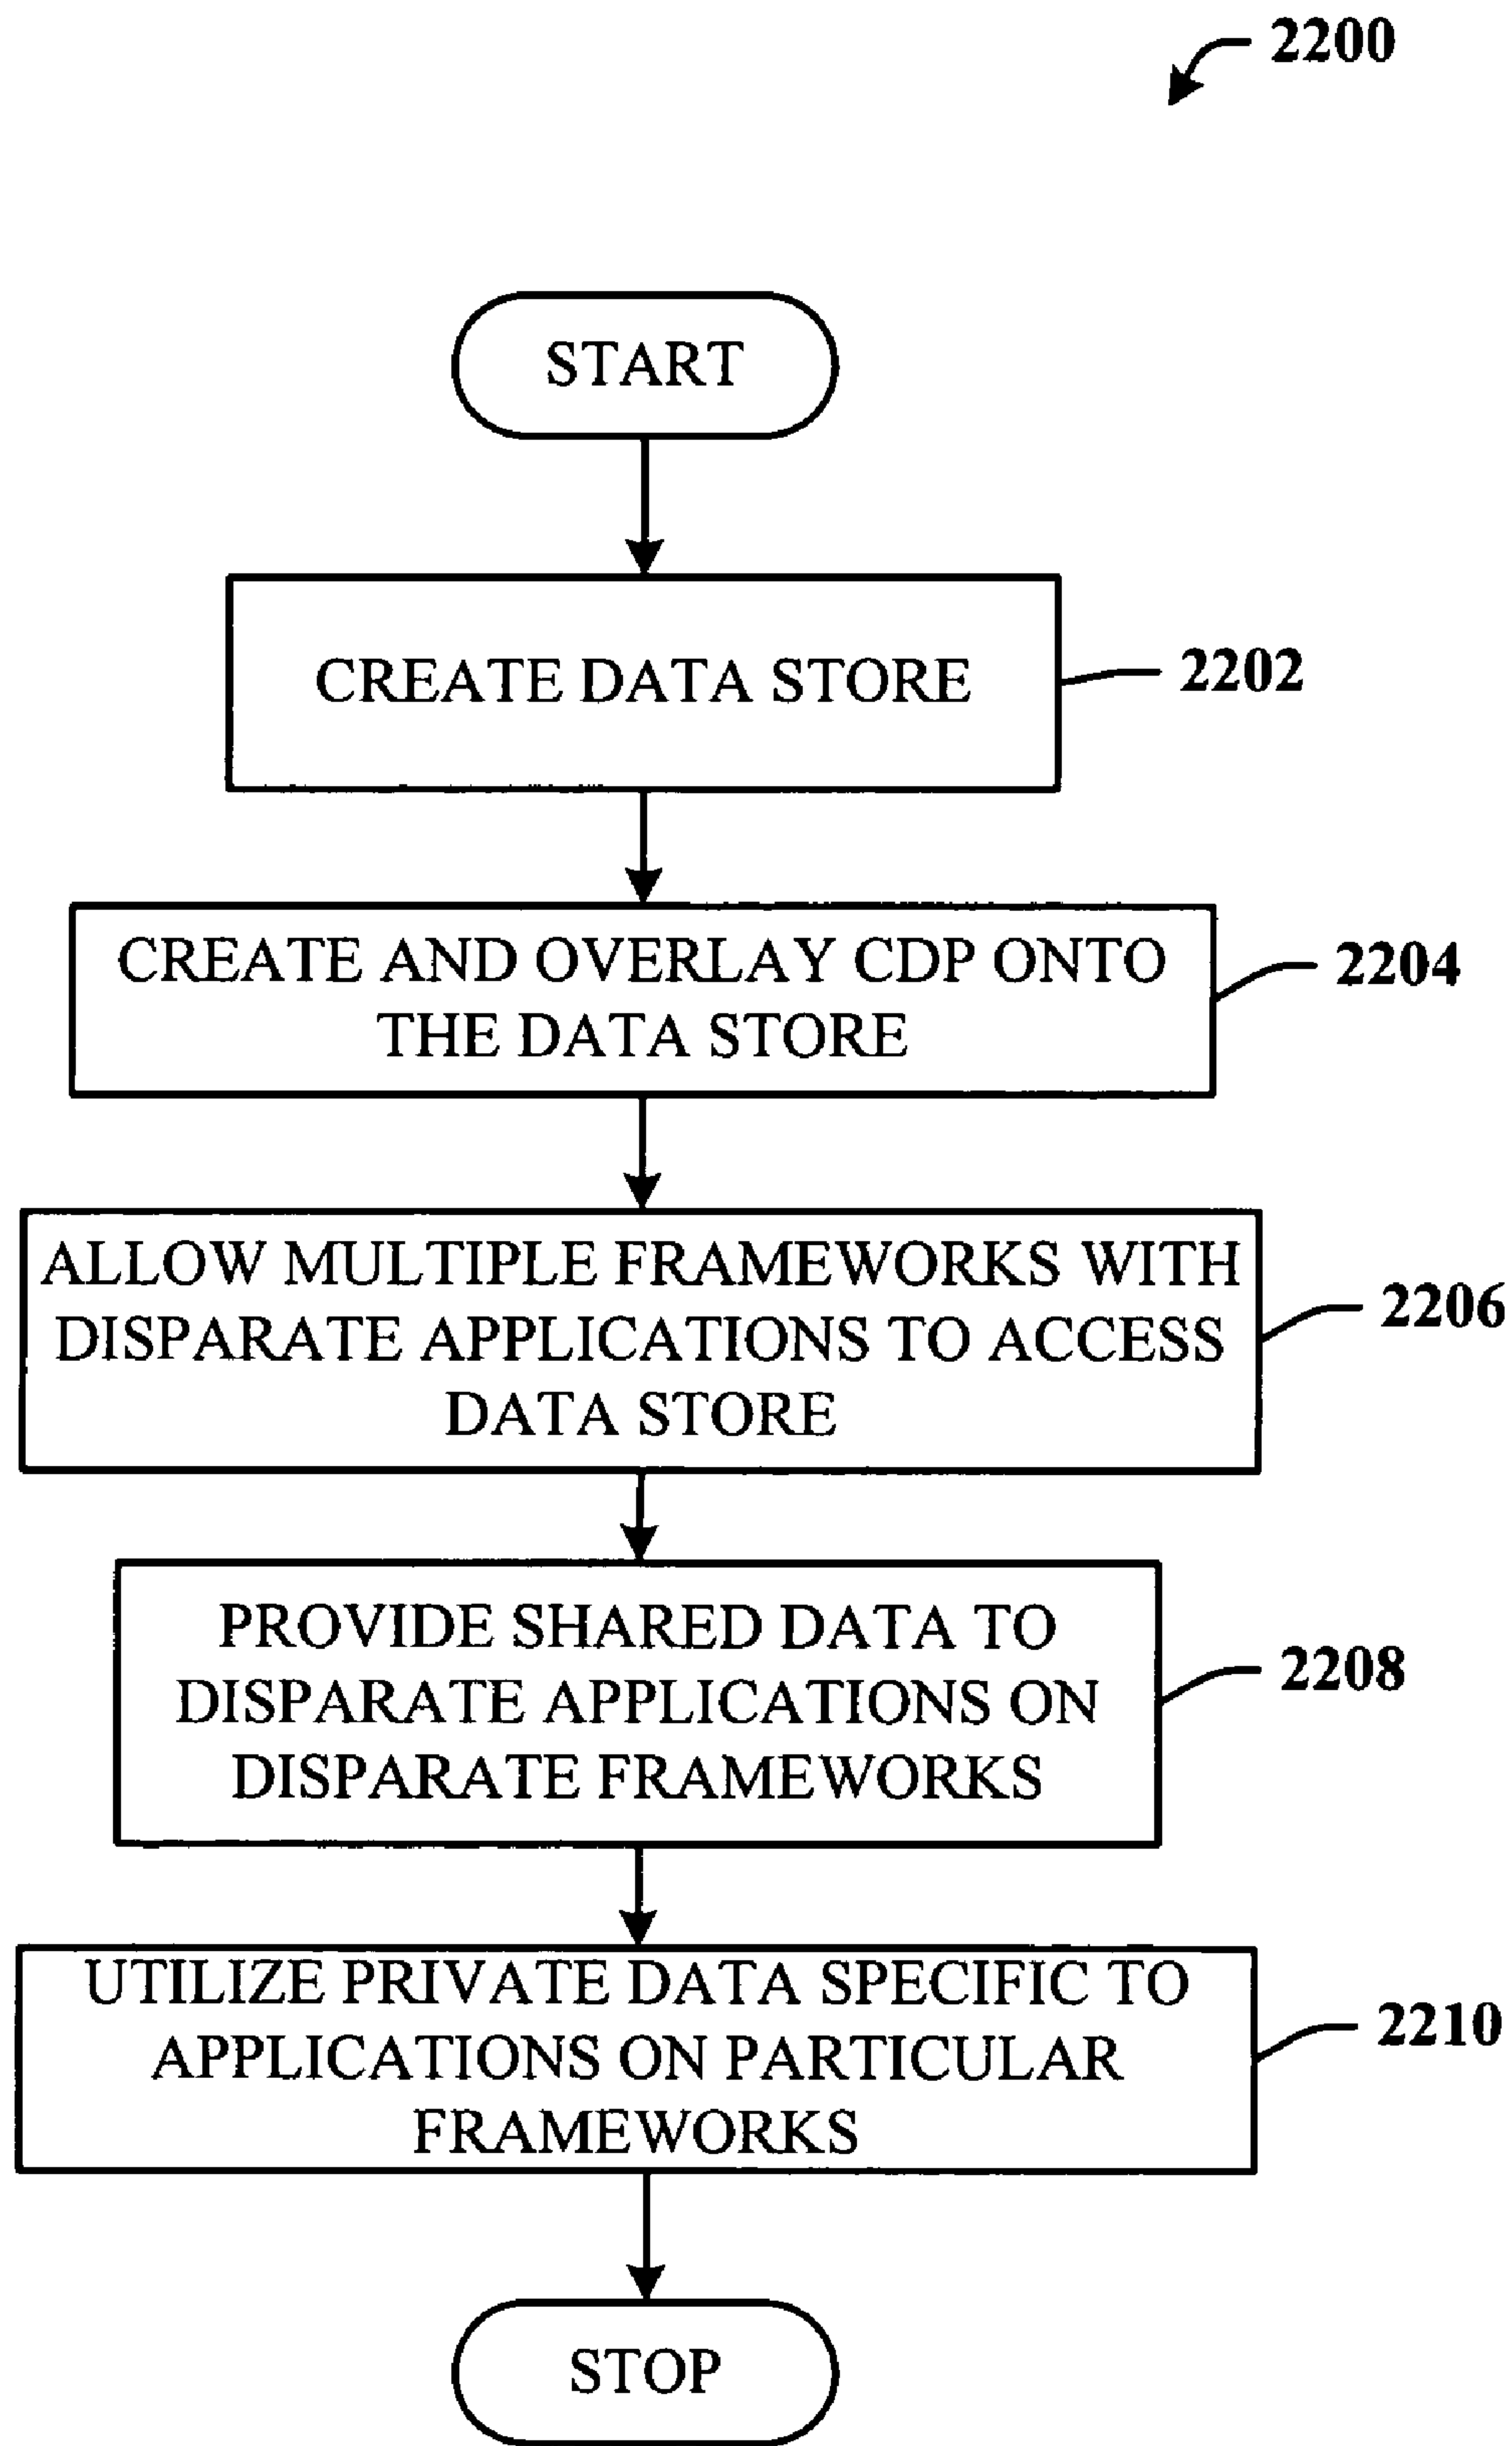 2200
START
CREATE DATA STORE
2202
CREATE AND OVERLAY CDP ONTO
THE DATA STORE
2204
ALLOW MULTIPLE FRAMEWORKS WITH
DISPARATE APPLICATIONS TO ACCESS
DATA STORE
2206
PROVIDE SHARED DATA TO
DISPARATE APPLICATIONS ON
DISPARATE FRAMEWORKS
2208
UTILIZE PRIVATE DATA SPECIFIC TO
APPLICATIONS ON PARTICULAR
FRAMEWORKS
2210
STOP